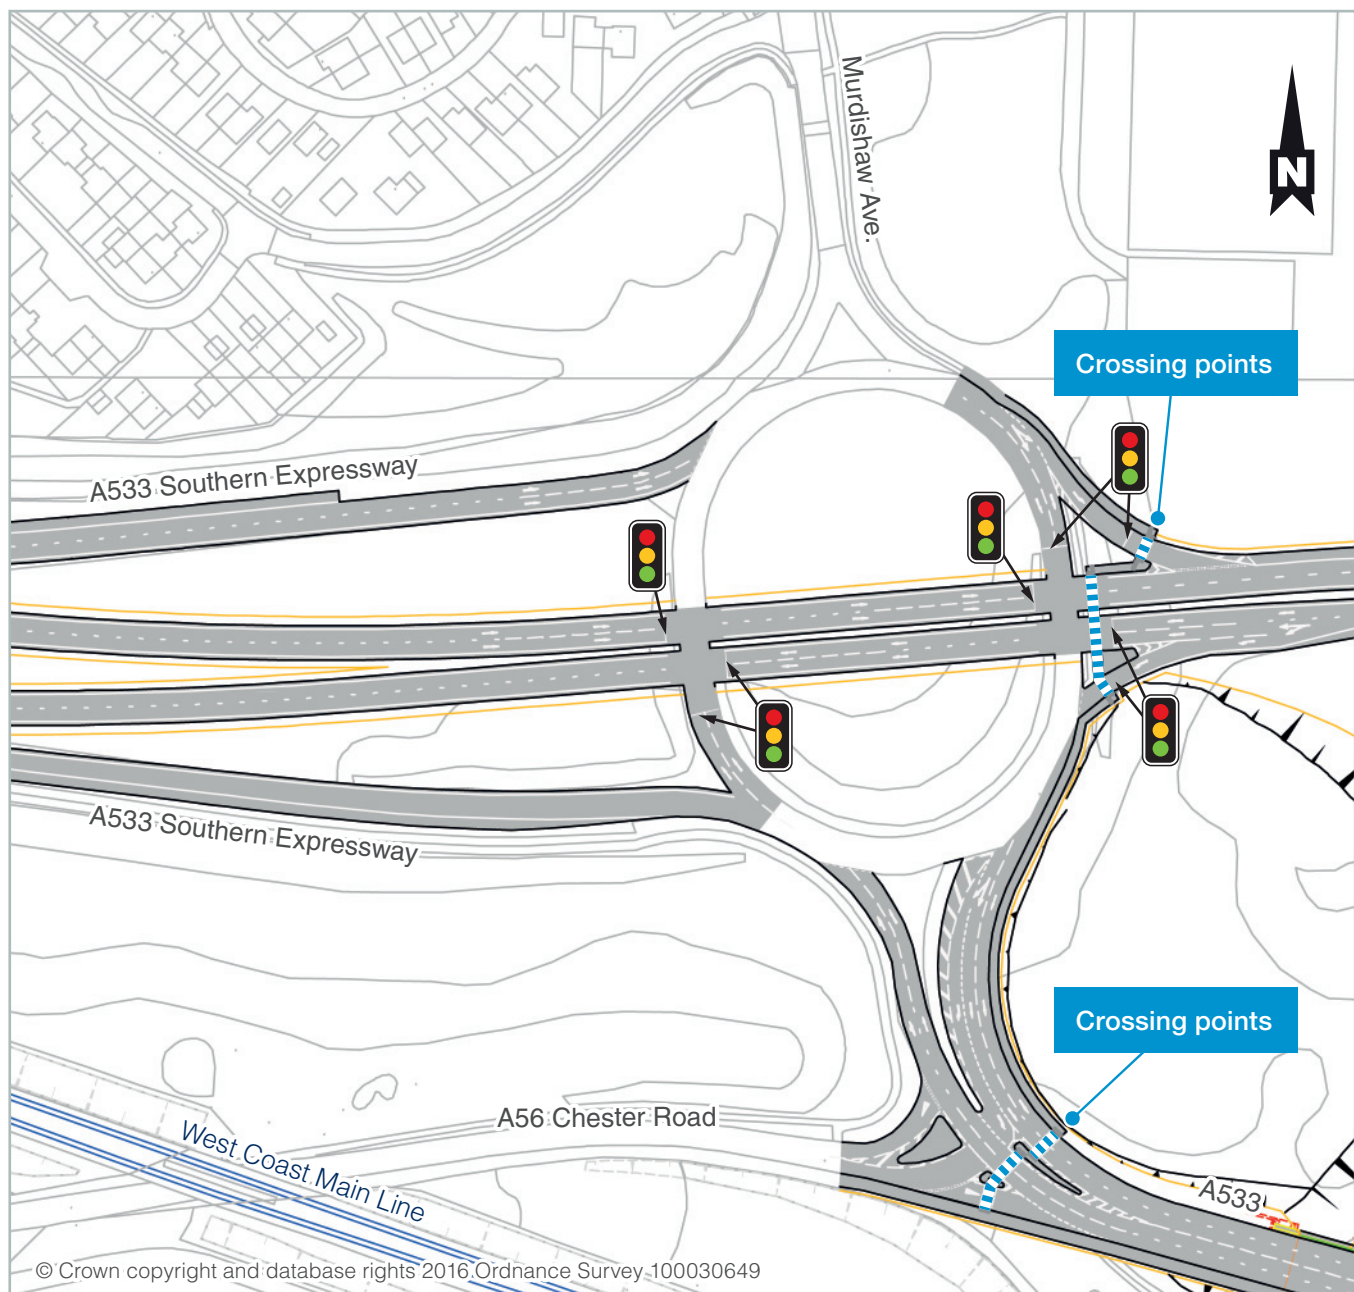 Murdishaw Ave.
N
Crossing points
A533 Southern Expressway
A533 Southern Expressway
Crossing points
A56 Chester Road
West Coast Main Line
A533
© Crown copyright and database rights 2016.Ordnance Survey 100030649